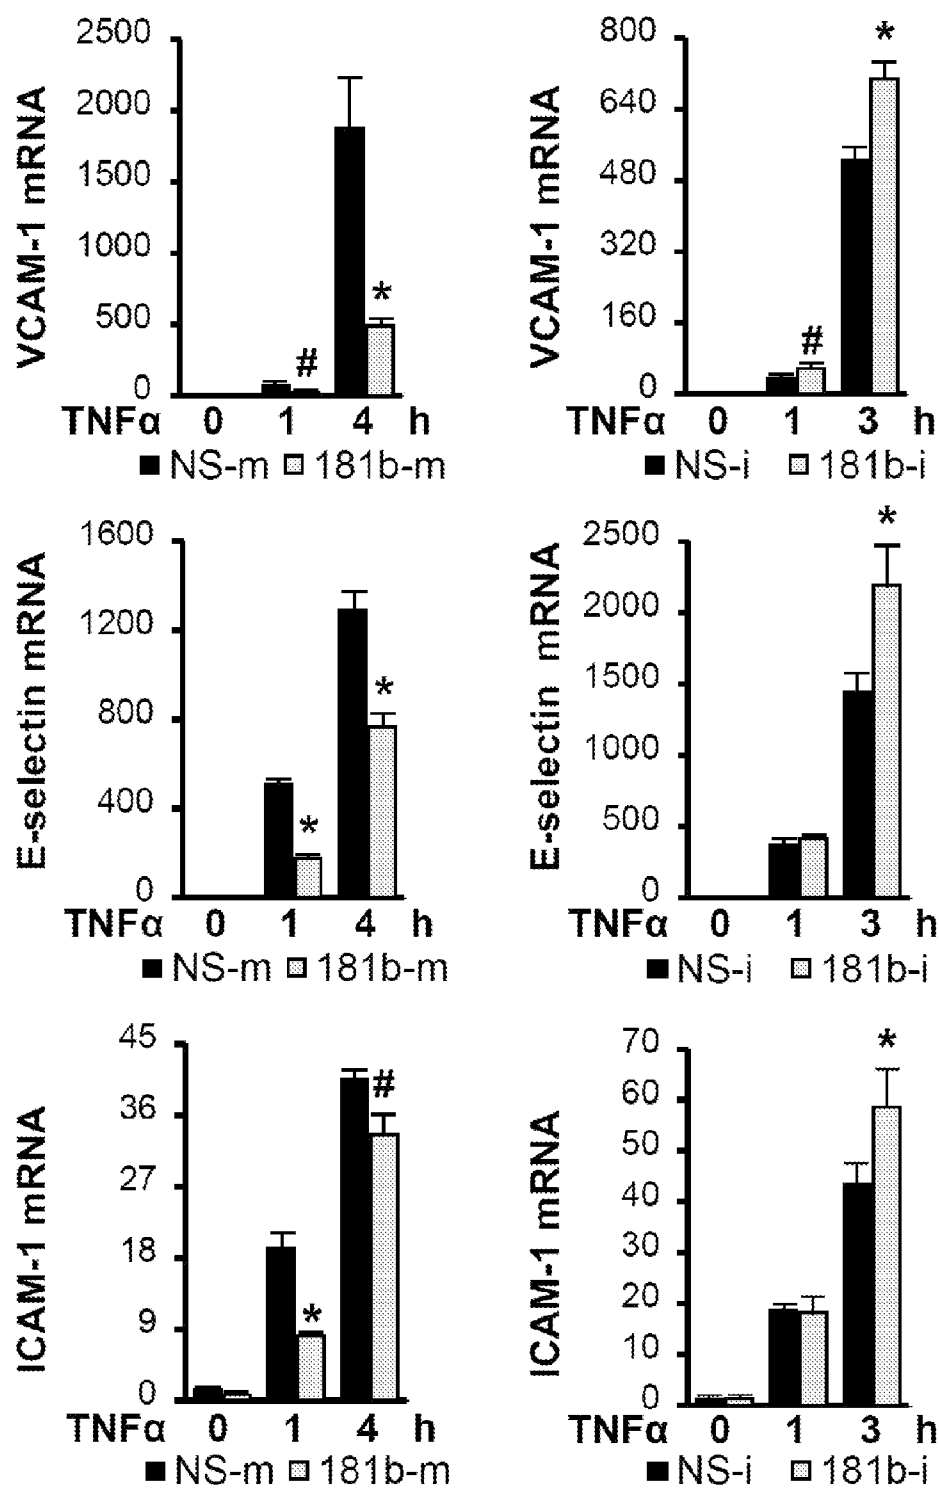 VCAM-1 mRNA
2500
2000
1500
1000
500
0
*
#
TNFα 0 1 4 h
■ NS-m 181b-m
VCAM-1 mRNA
800
640
480
320
160
0
*
#
TNFα 0 1 3 h
■ NS-i 181b-i
E-selectin mRNA
1600
1200
800
400
0
*
*
TNFα 0 1 4 h
■ NS-m 181b-m
E-selectin mRNA
2500
2000
1500
1000
500
0
*
TNFα 0 1 3 h
■ NS-i 181b-i
ICAM-1 mRNA
45
36
27
18
9
0
#
*
TNFα 0 1 4 h
■ NS-m 181b-m
ICAM-1 mRNA
70
60
50
40
30
20
10
0
*
TNFα 0 1 3 h
■ NS-i 181b-i